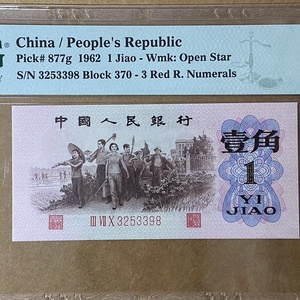 China / People's Republic
Pick# 877g 1962 1 Jiao - Wmk: Open Star
S/N 3253398 Block 370 - 3 Red R. Numerals
中國人民銀行
壹角
1
YI
JIAO
III VII X 3253398